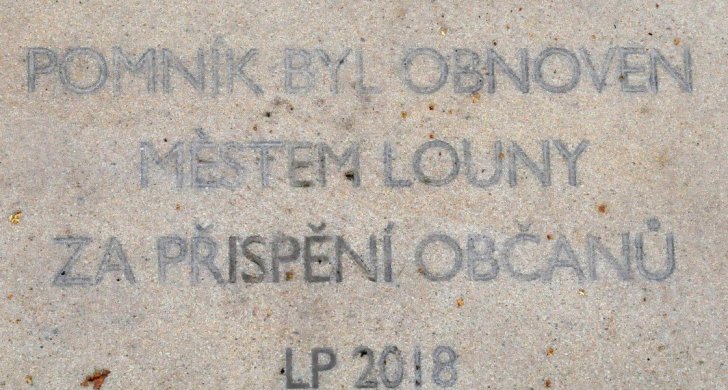 POMNÍK BYL OBNOVEN
MĚSTEM LOUNY
ZA PŘISPĚNÍ OBČANŮ
LP 2018